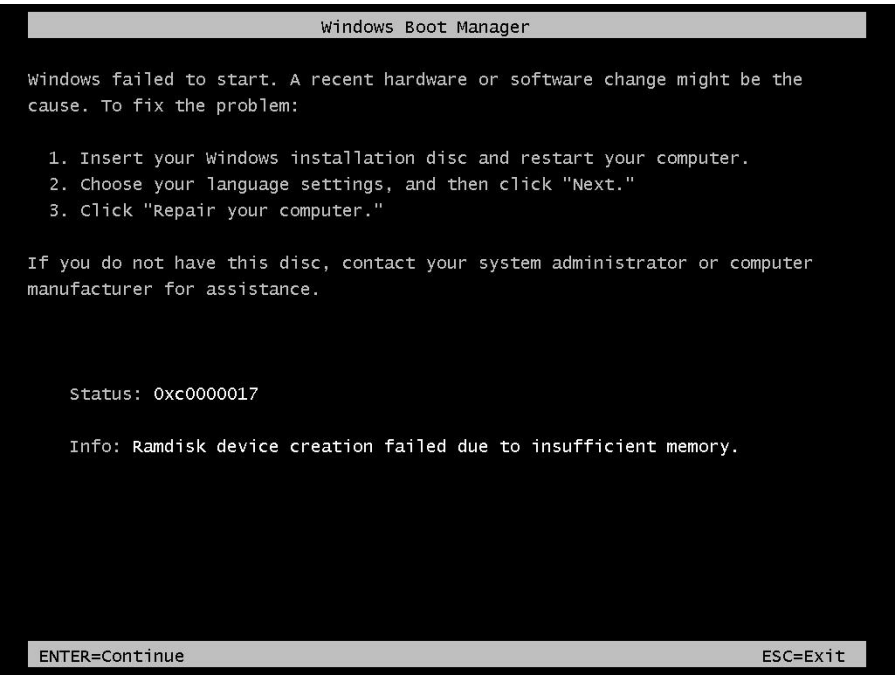 Windows Boot Manager
Windows failed to start. A recent hardware or software change might be the
cause. To fix the problem:
1. Insert your Windows installation disc and restart your computer.
2. Choose your language settings, and then click "Next."
3. Click "Repair your computer."
If you do not have this disc, contact your system administrator or computer
manufacturer for assistance.
Status: 0xc0000017
Info: Ramdisk device creation failed due to insufficient memory.
ENTER=Continue ESC=Exit